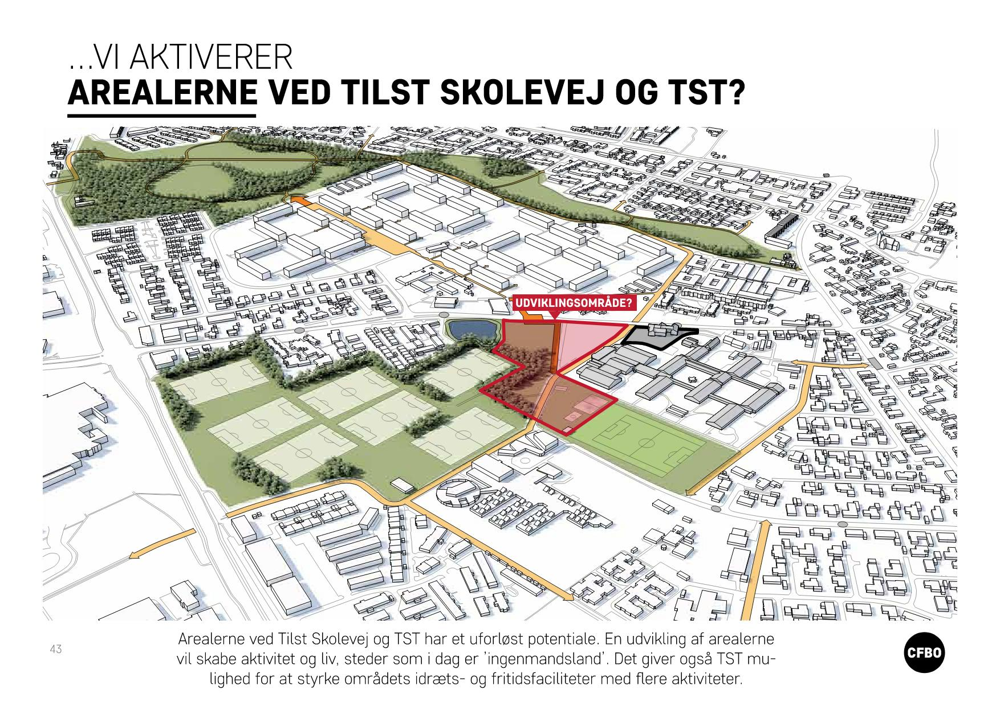 ...VI AKTIVERER
AREALERNE VED TILST SKOLEVEJ OG TST?
UDVIKLINGSOMRÅDE?
Arealerne ved Tilst Skolevej og TST har et uforløst potentiale. En udvikling af arealerne
vil skabe aktivitet og liv, steder som i dag er 'ingenmandsland'. Det giver også TST mu-
lighed for at styrke områdets idræts- og fritidsfaciliteter med flere aktiviteter.
43
CFBO